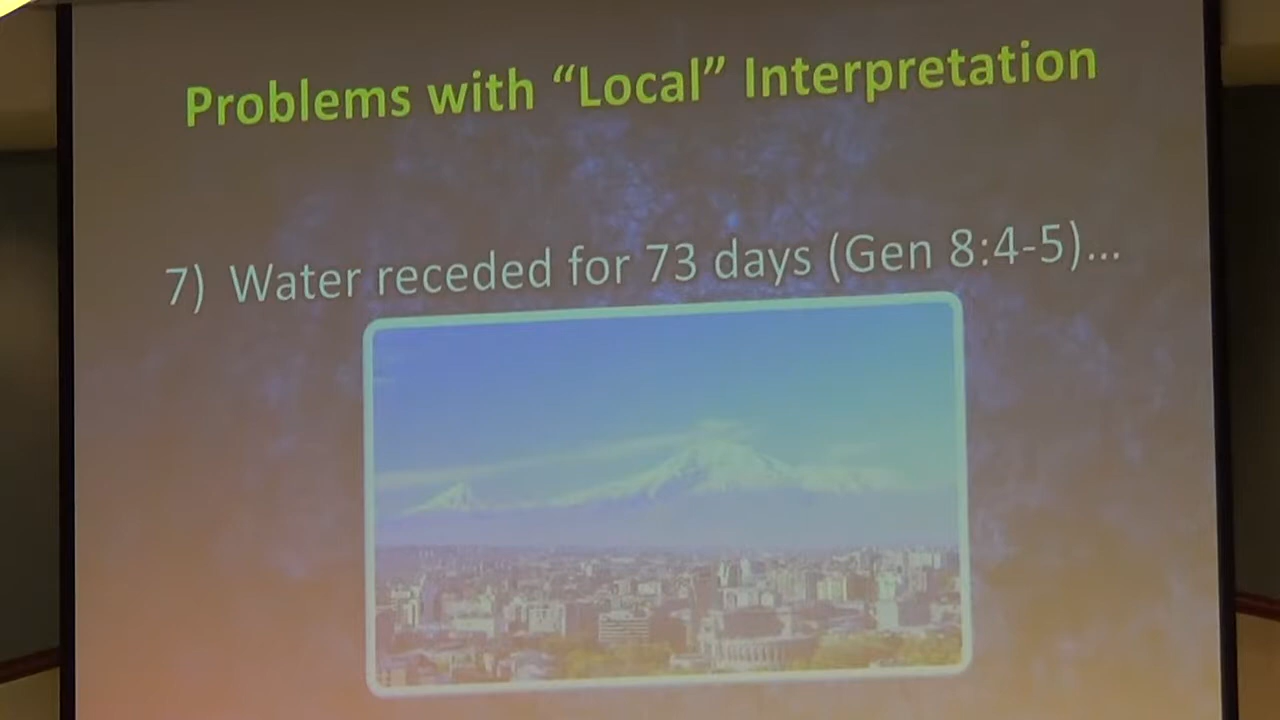 Problems with “Local” Interpretation
7) Water receded for 73 days (Gen 8:4-5)...